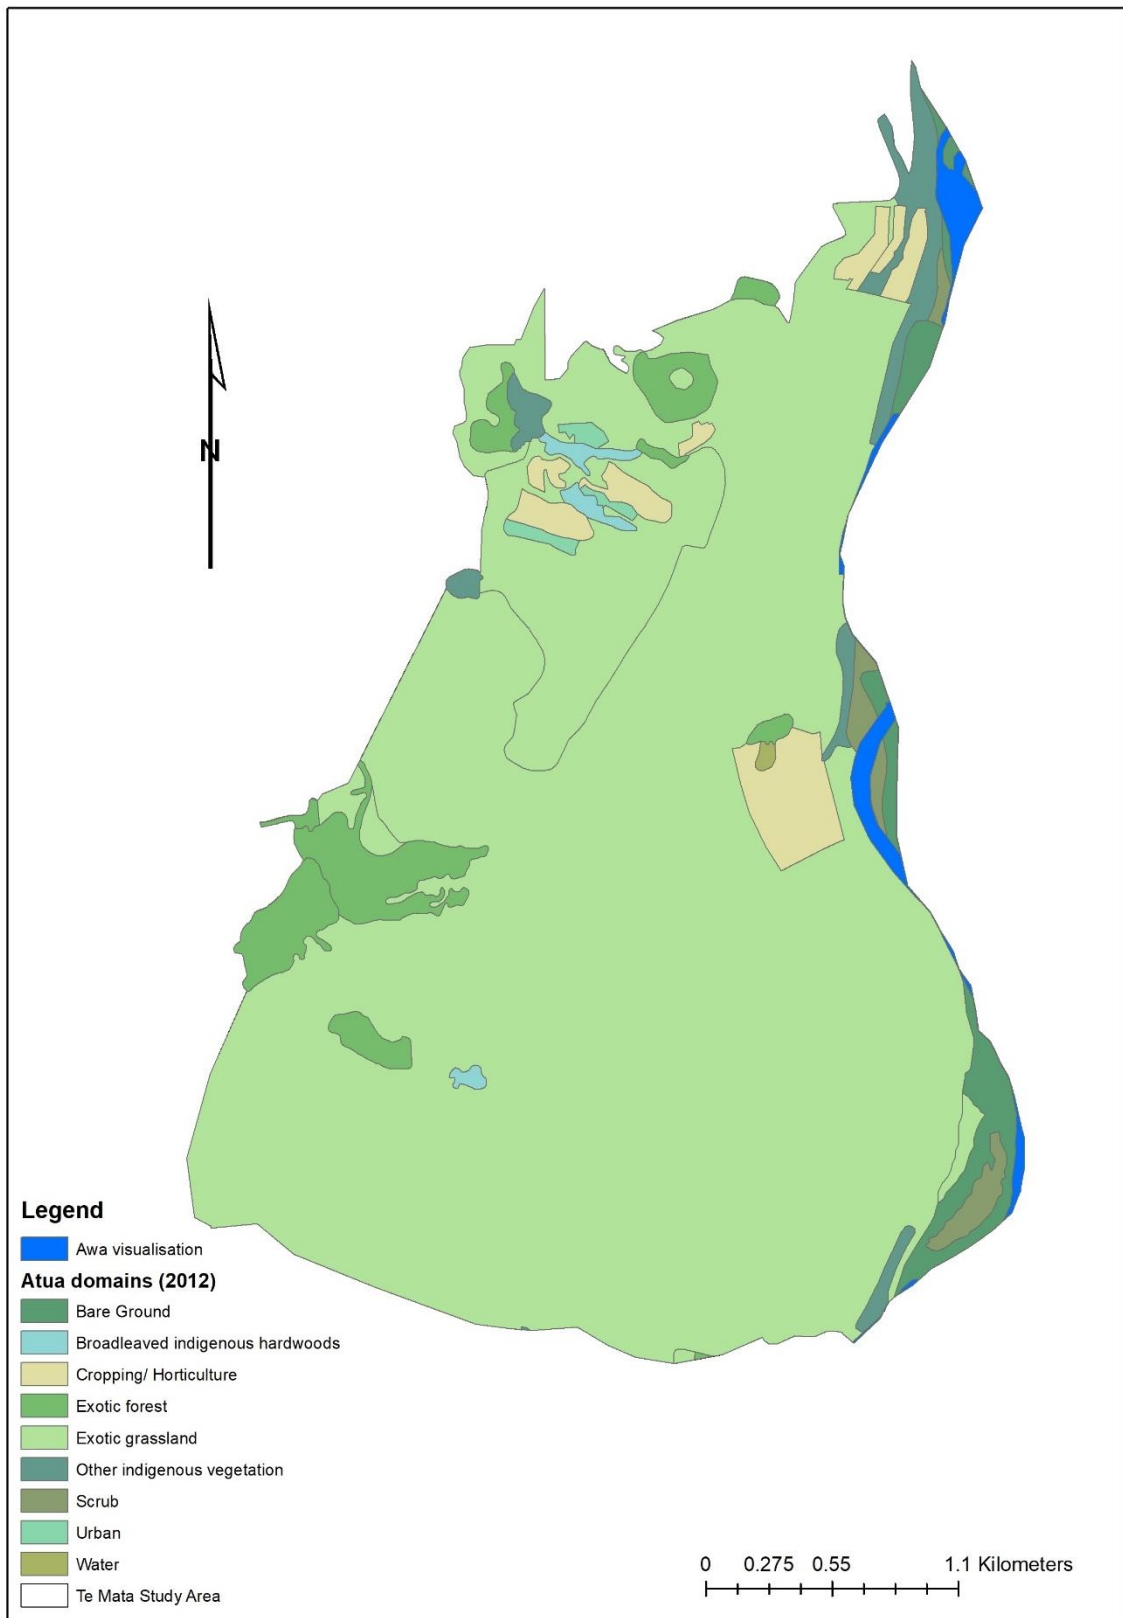 N
Legend
Awa visualisation
Atua domains (2012)
Bare Ground
Broadleaved indigenous hardwoods
Cropping/ Horticulture
Exotic forest
Exotic grassland
Other indigenous vegetation
Scrub
Urban
Water
Te Mata Study Area
0 0.275 0.55 1.1 Kilometers